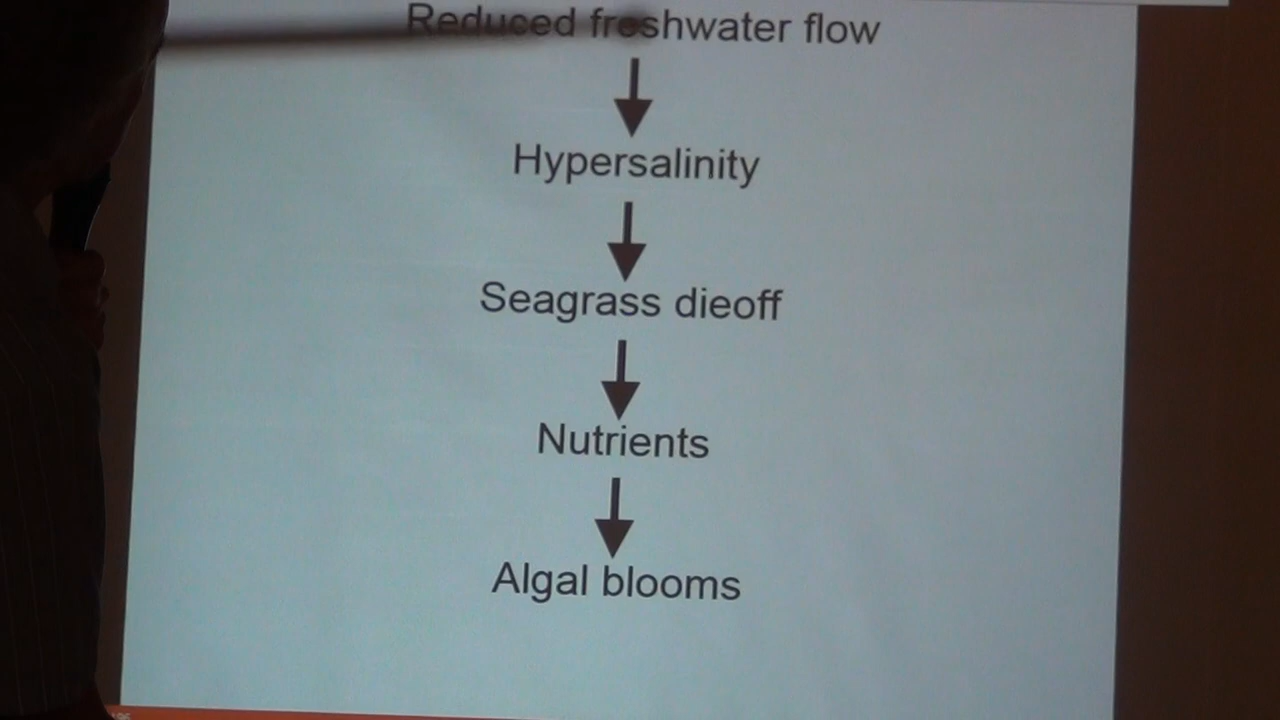 Reduced freshwater flow
Hypersalinity
Seagrass dieoff
Nutrients
Algal blooms